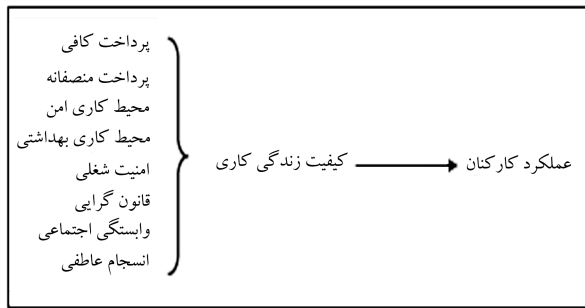 پرداخت کافی
پرداخت منصفانه
محیط کاری امن
محیط کاری بهداشتی
امنیت شغلی
قانون گرایی
وابستگی اجتماعی
انسجام عاطفی
کیفیت زندگی کاری
عملکرد کارکنان